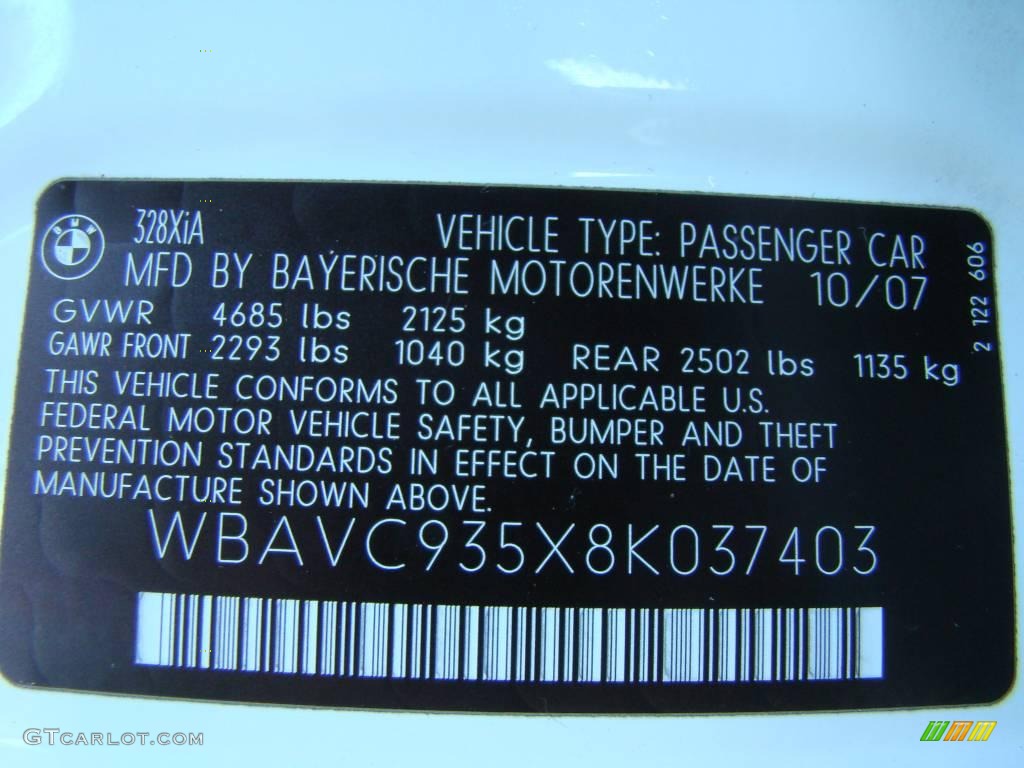 BMW
328XiA
VEHICLE TYPE: PASSENGER CAR
MFD BY BAYERISCHE MOTORENWERKE 10/07
GVWR 4685 lbs 2125 kg
GAWR FRONT 2293 lbs 1040 kg REAR 2502 lbs 1135 kg
THIS VEHICLE CONFORMS TO ALL APPLICABLE U.S.
FEDERAL MOTOR VEHICLE SAFETY, BUMPER AND THEFT
PREVENTION STANDARDS IN EFFECT ON THE DATE OF
MANUFACTURE SHOWN ABOVE.
WBAVC935X8K037403
2 122 606
GTcarlot.com